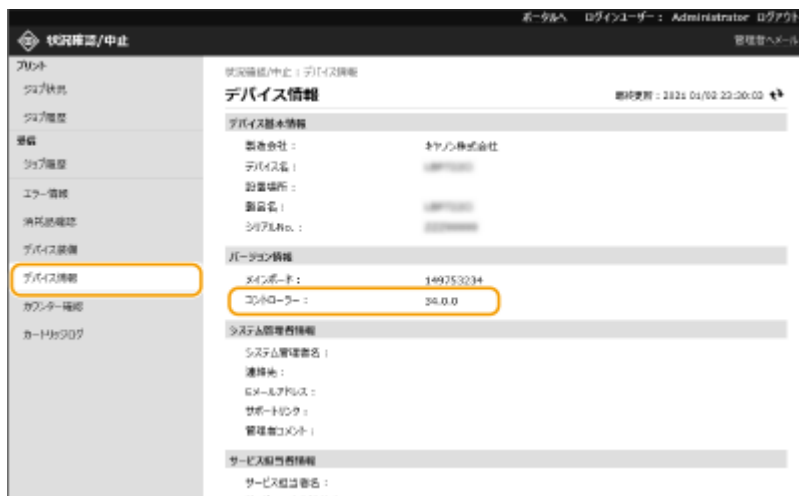 ポータルへ ログインユーザー: Administrator ログアウト
状況確認/中止 管理者へメール
プリント
ジョブ状況
ジョブ履歴
受信
ジョブ履歴
エラー情報
消耗品確認
デバイス装備
デバイス情報
カウンター確認
カートリッジログ
状況確認/中止 : デバイス情報
デバイス情報 最終更新 : 2021 01/02 23:30:03
デバイス基本情報
製造会社 : キヤノン株式会社
デバイス名 :
設置場所 :
製品名 :
シリアルNo. :
バージョン情報
メインボード : 149753234
コントローラー : 34.0.0
システム管理者情報
システム管理者名 :
連絡先 :
Eメールアドレス :
サポートリンク :
管理者コメント :
サービス担当者情報
サービス担当者名 :